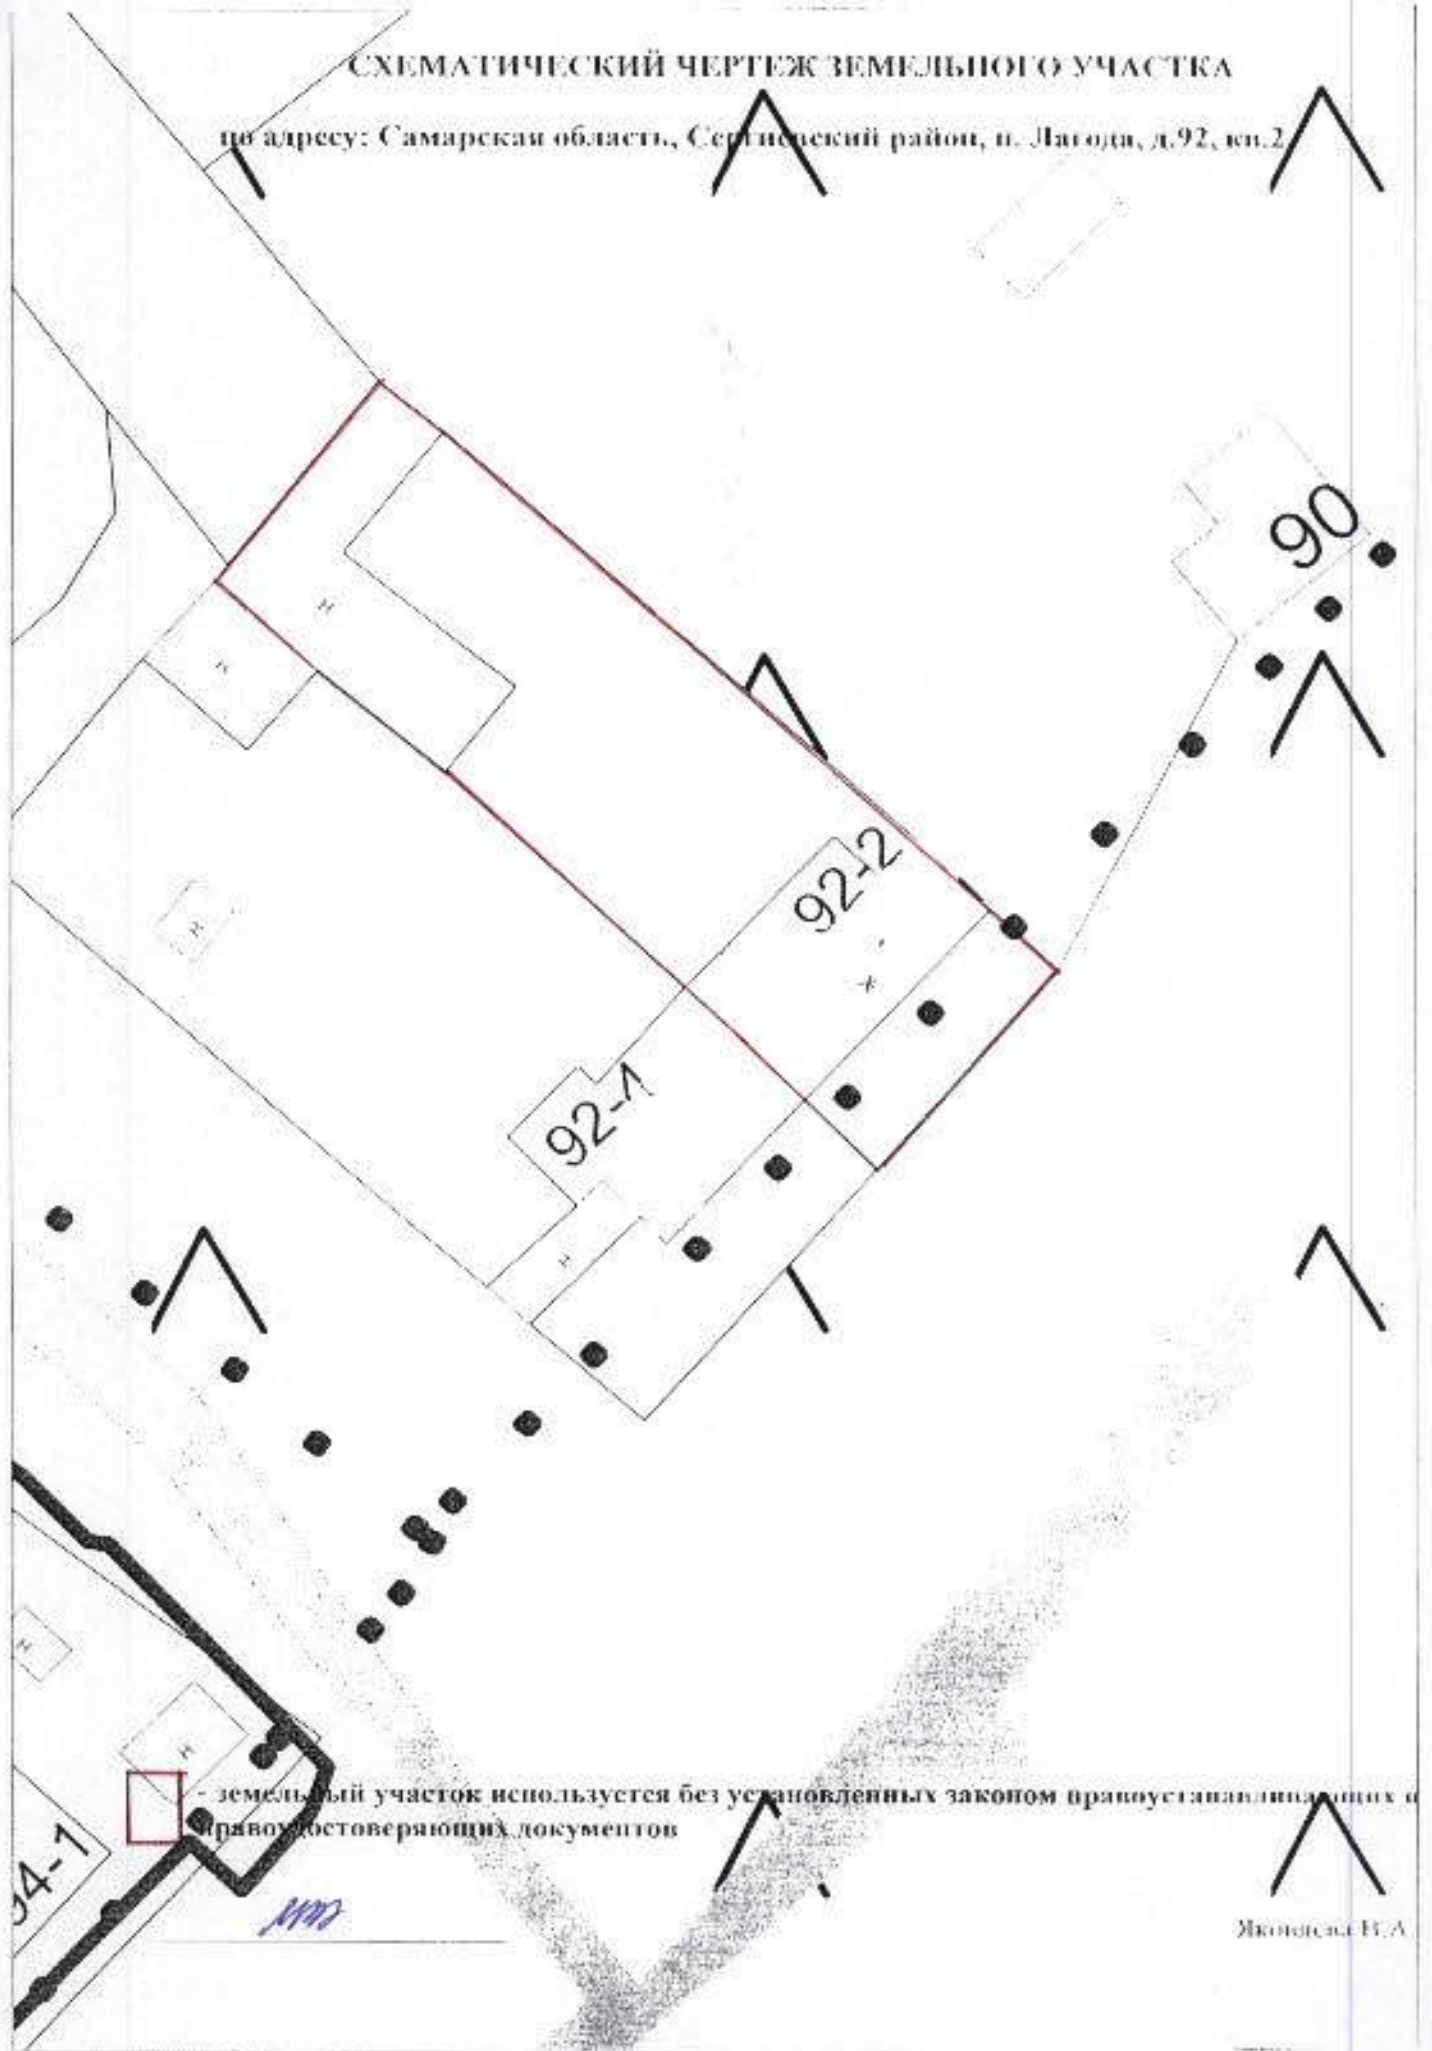 СХЕМАТИЧЕСКИЙ ЧЕРТЕЖ ЗЕМЕЛЬНОГО УЧАСТКА
по адресу: Самарская область, Сергиевский район, п. Лагода, д.92, кв.2
90
н
н
92-2
ж
н
92-1
н
н
н
- земельный участок используется без установленных законом правоустанавливающих
правоудостоверяющих документов
94-1
В.А